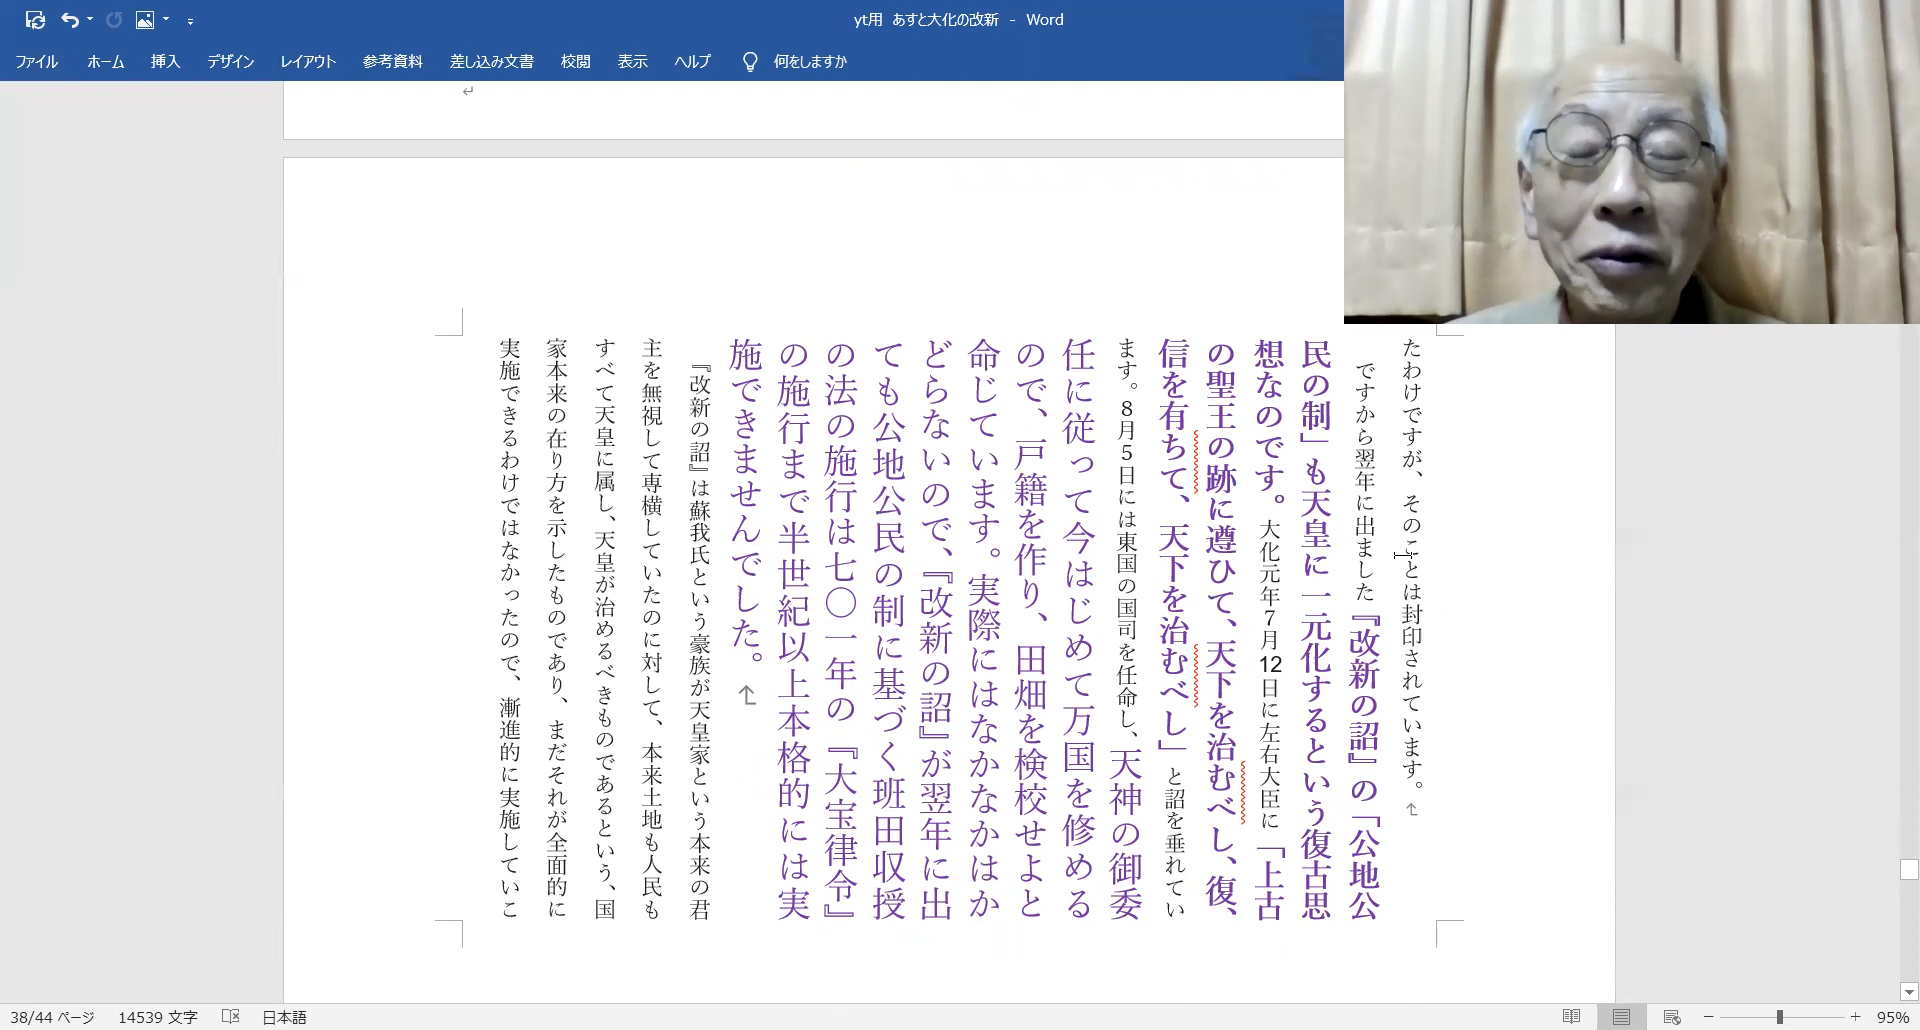 yt用 あすと大化の改新 - Word
ファイル ホーム 挿入 デザイン レイアウト 参考資料 差し込み文書 校閲 表示 ヘルプ 何をしますか
たわけですが、そのことは封印されています。
ですから翌年に出ました『改新の詔』の「公地公
民の制」も天皇に一元化するという復古思
想なのです。大化元年7月12日に左右大臣に「上古
の聖王の跡に遵ひて、天下を治むべし、復、
信を有ちて、天下を治むべし」と詔を垂れてい
ます。8月5日には東国の国司を任命し、天神の御委
任に従って今はじめて万国を修める
ので、戸籍を作り、田畑を検校せよと
命じています。実際にはなかなかはか
どらないので、『改新の詔』が翌年に出
ても公地公民の制に基づく班田収授
の法の施行は七〇一年の『大宝律令』
の施行まで半世紀以上本格的には実
施できませんでした。
『改新の詔』は蘇我氏という豪族が天皇家という本来の君
主を無視して専横していたのに対して、本来土地も人民も
すべて天皇に属し、天皇が治めるべきものであるという、国
家本来の在り方を示したものであり、まだそれが全面的に
実施できるわけではなかったので、漸進的に実施していこ
38/44 ページ 14539 文字 日本語 95%